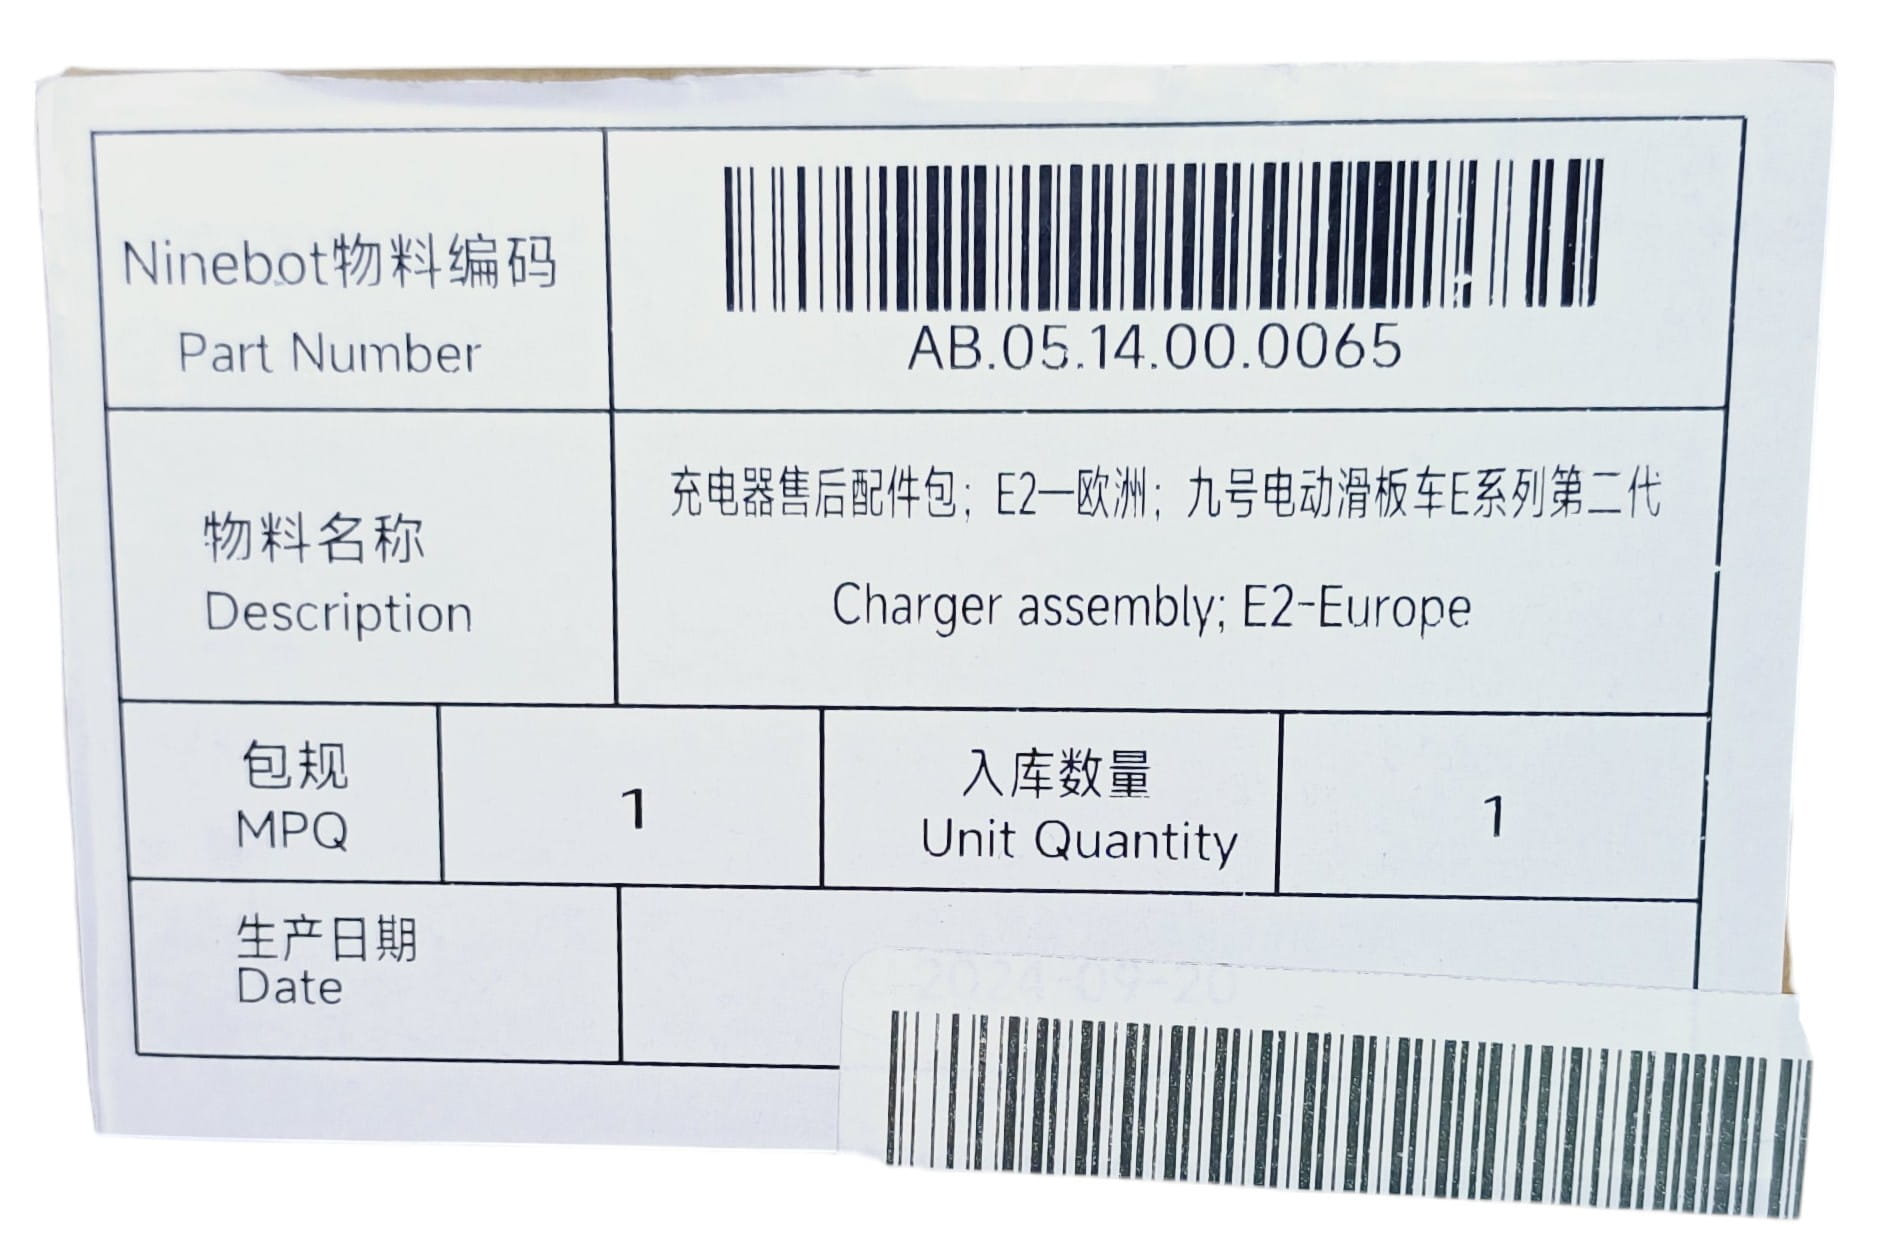 Ninebot物料编码
Part Number
AB.05.14.00.0065
物料名称
Description
充电器售后配件包；E2—欧洲；九号电动滑板车E系列第二代
Charger assembly; E2-Europe
包规
MPQ
1
入库数量
Unit Quantity
1
生产日期
Date
2024-09-20